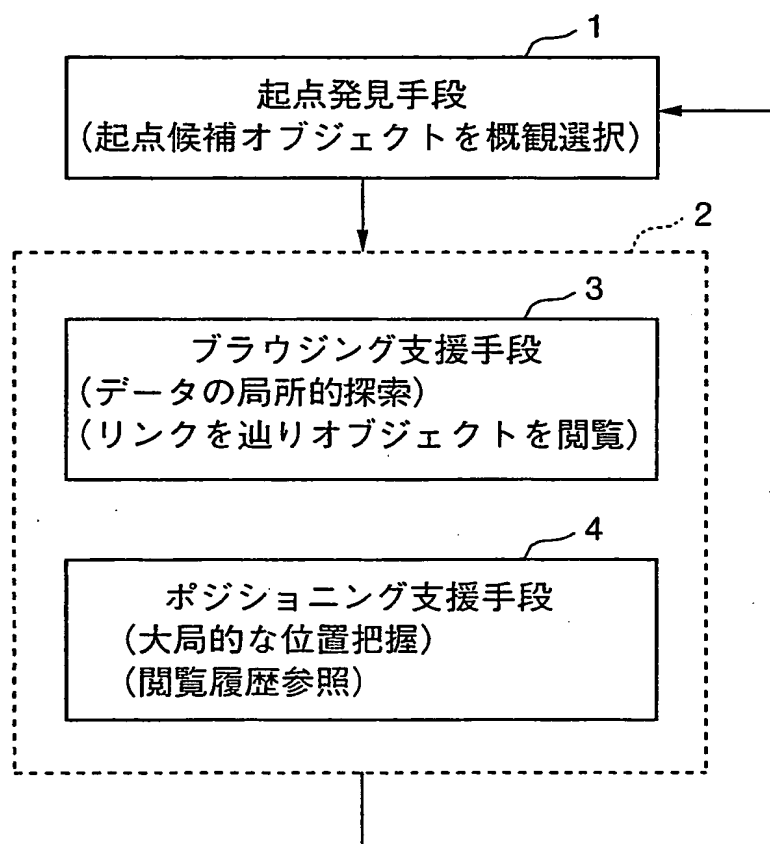 1
起点発見手段
(起点候補オブジェクトを概観選択)
2
3
ブラウジング支援手段
(データの局所的探索)
(リンクを辿りオブジェクトを閲覧)
4
ポジショニング支援手段
(大局的な位置把握)
(閲覧履歴参照)